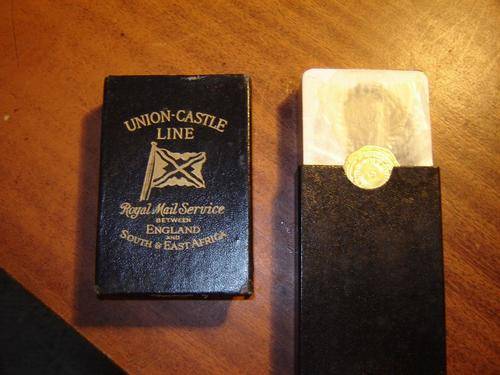 UNION-CASTLE
LINE
Royal Mail Service
BETWEEN
ENGLAND
AND
SOUTH & EAST AFRICA